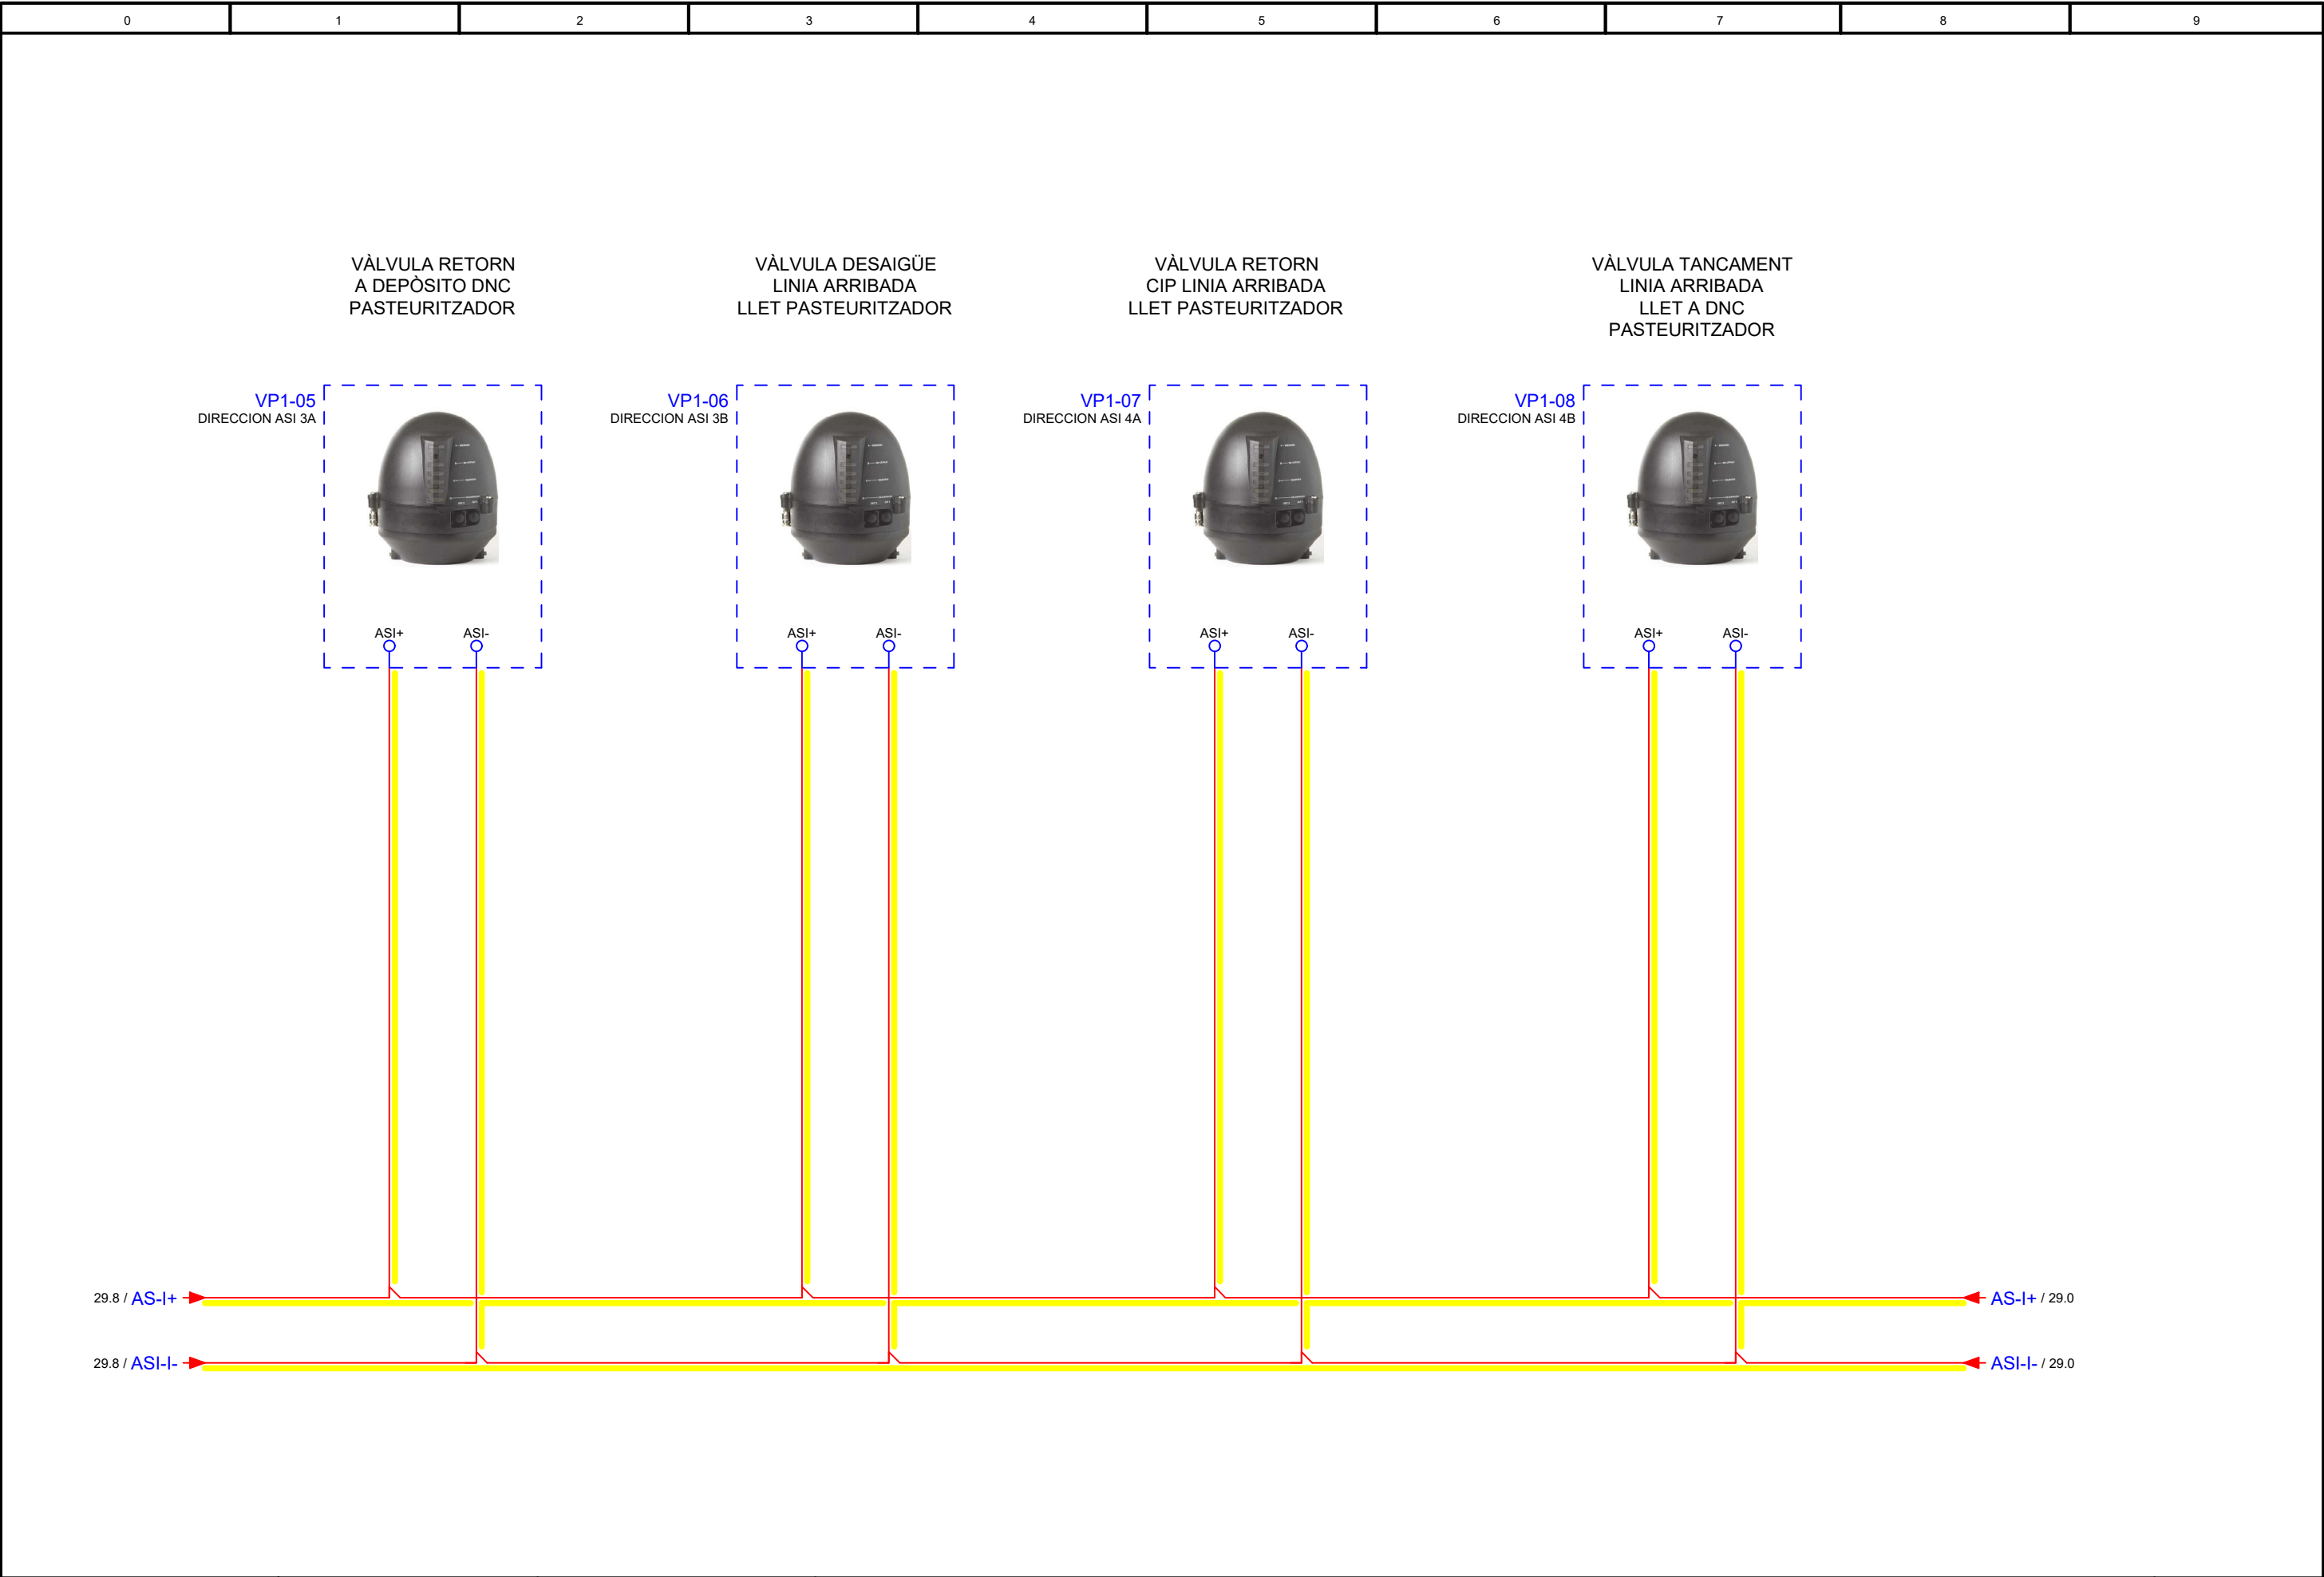 0 1 2 3 4 5 6 7 8 9
VÀLVULA RETORN
A DEPÒSITO DNC
PASTEURITZADOR
VÀLVULA DESAIGÜE
LINIA ARRIBADA
LLET PASTEURITZADOR
VÀLVULA RETORN
CIP LINIA ARRIBADA
LLET PASTEURITZADOR
VÀLVULA TANCAMENT
LINIA ARRIBADA
LLET A DNC
PASTEURITZADOR
VP1-05
DIRECCION ASI 3A
VP1-06
DIRECCION ASI 3B
VP1-07
DIRECCION ASI 4A
VP1-08
DIRECCION ASI 4B
ASI+ ASI-
ASI+ ASI-
ASI+ ASI-
ASI+ ASI-
29.8 / AS-I+
AS-I+ / 29.0
29.8 / ASI-I-
ASI-I- / 29.0